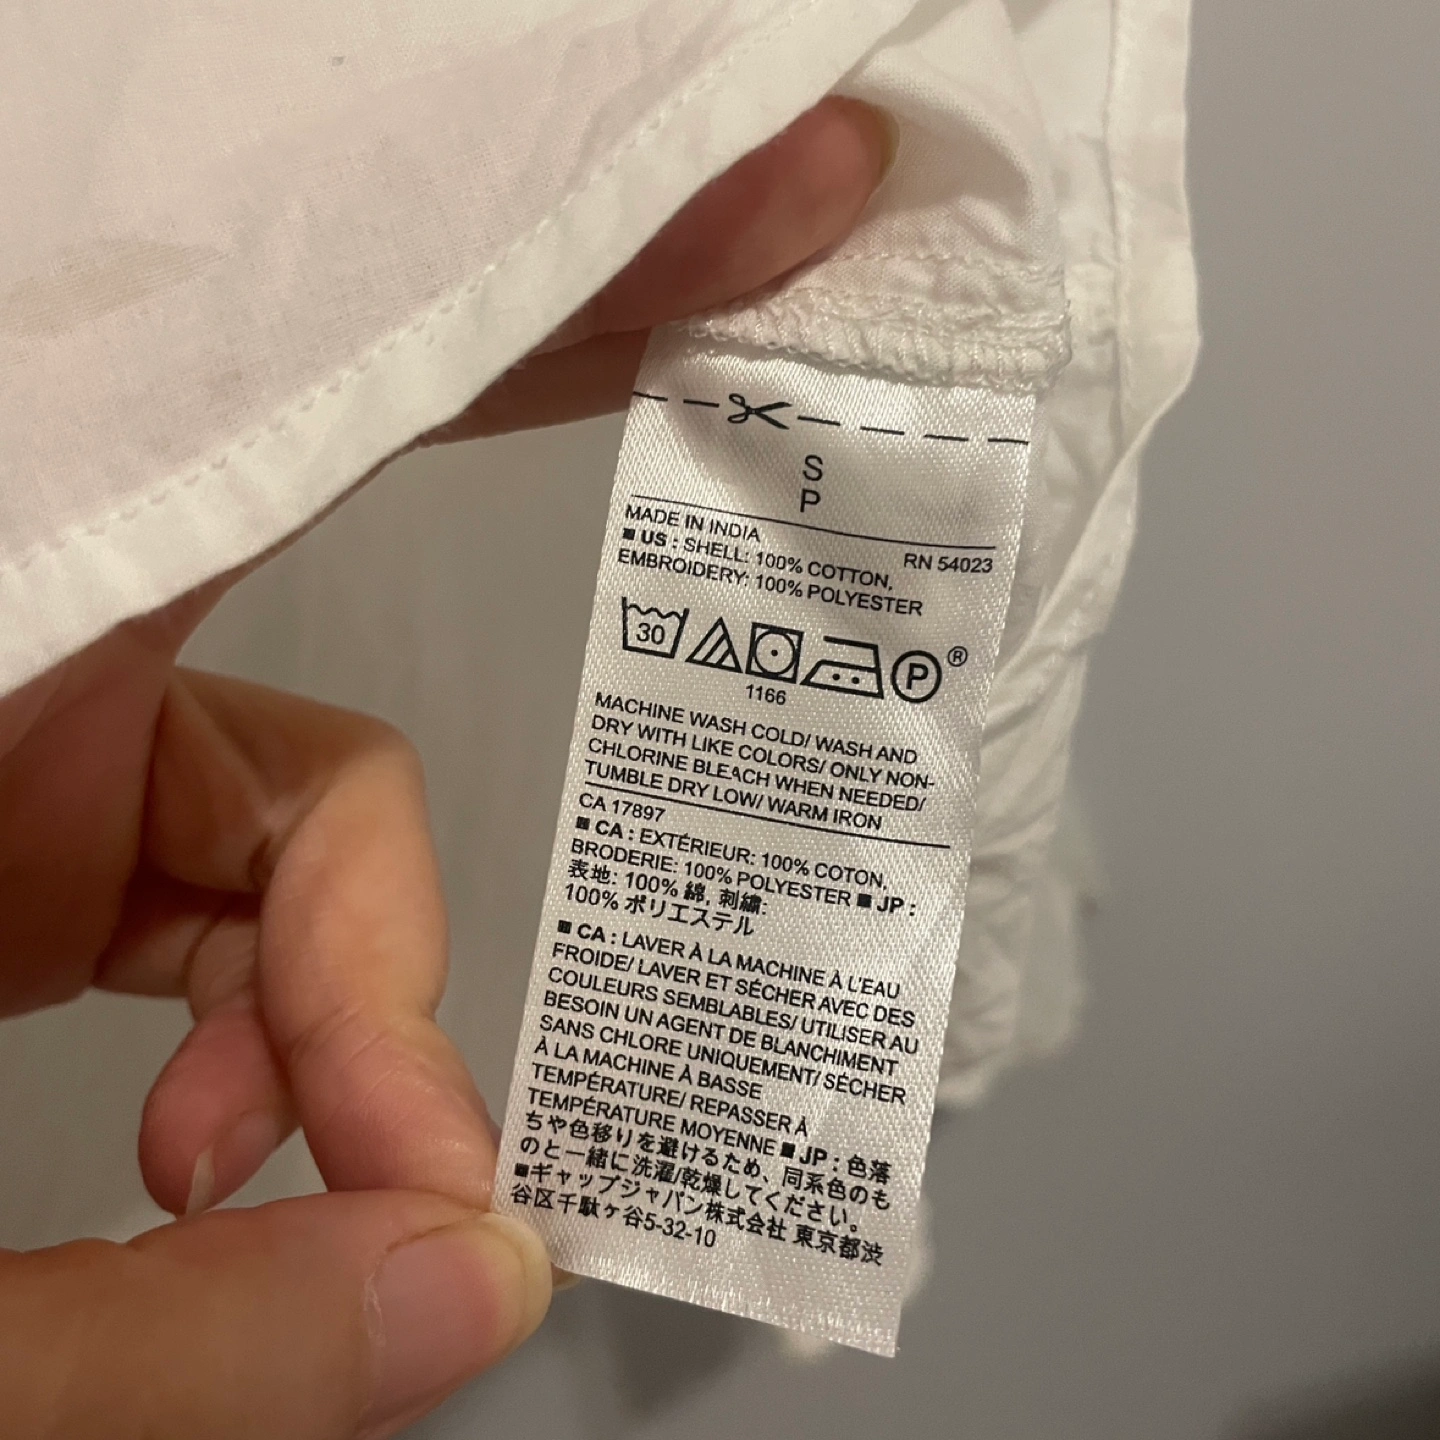 S
P
MADE IN INDIA
RN 54023
■ US : SHELL: 100% COTTON,
EMBROIDERY: 100% POLYESTER
30
P ®
1166
MACHINE WASH COLD/ WASH AND
DRY WITH LIKE COLORS/ ONLY NON-
CHLORINE BLEACH WHEN NEEDED/
TUMBLE DRY LOW/ WARM IRON
CA 17897
■ CA : EXTÉRIEUR: 100% COTON,
BRODERIE: 100% POLYESTER ■ JP :
表地: 100% 綿, 刺繍:
100% ポリエステル
■ CA : LAVER À LA MACHINE À L'EAU
FROIDE/ LAVER ET SÉCHER AVEC DES
COULEURS SEMBLABLES/ UTILISER AU
BESOIN UN AGENT DE BLANCHIMENT
SANS CHLORE UNIQUEMENT/ SÉCHER
À LA MACHINE À BASSE
TEMPÉRATURE/ REPASSER À
TEMPÉRATURE MOYENNE ■ JP : 色落
ちや色移りを避けるため、同系色のも
のと一緒に洗濯/乾燥してください。
■ギャップジャパン株式会社 東京都渋
谷区千駄ヶ谷5-32-10